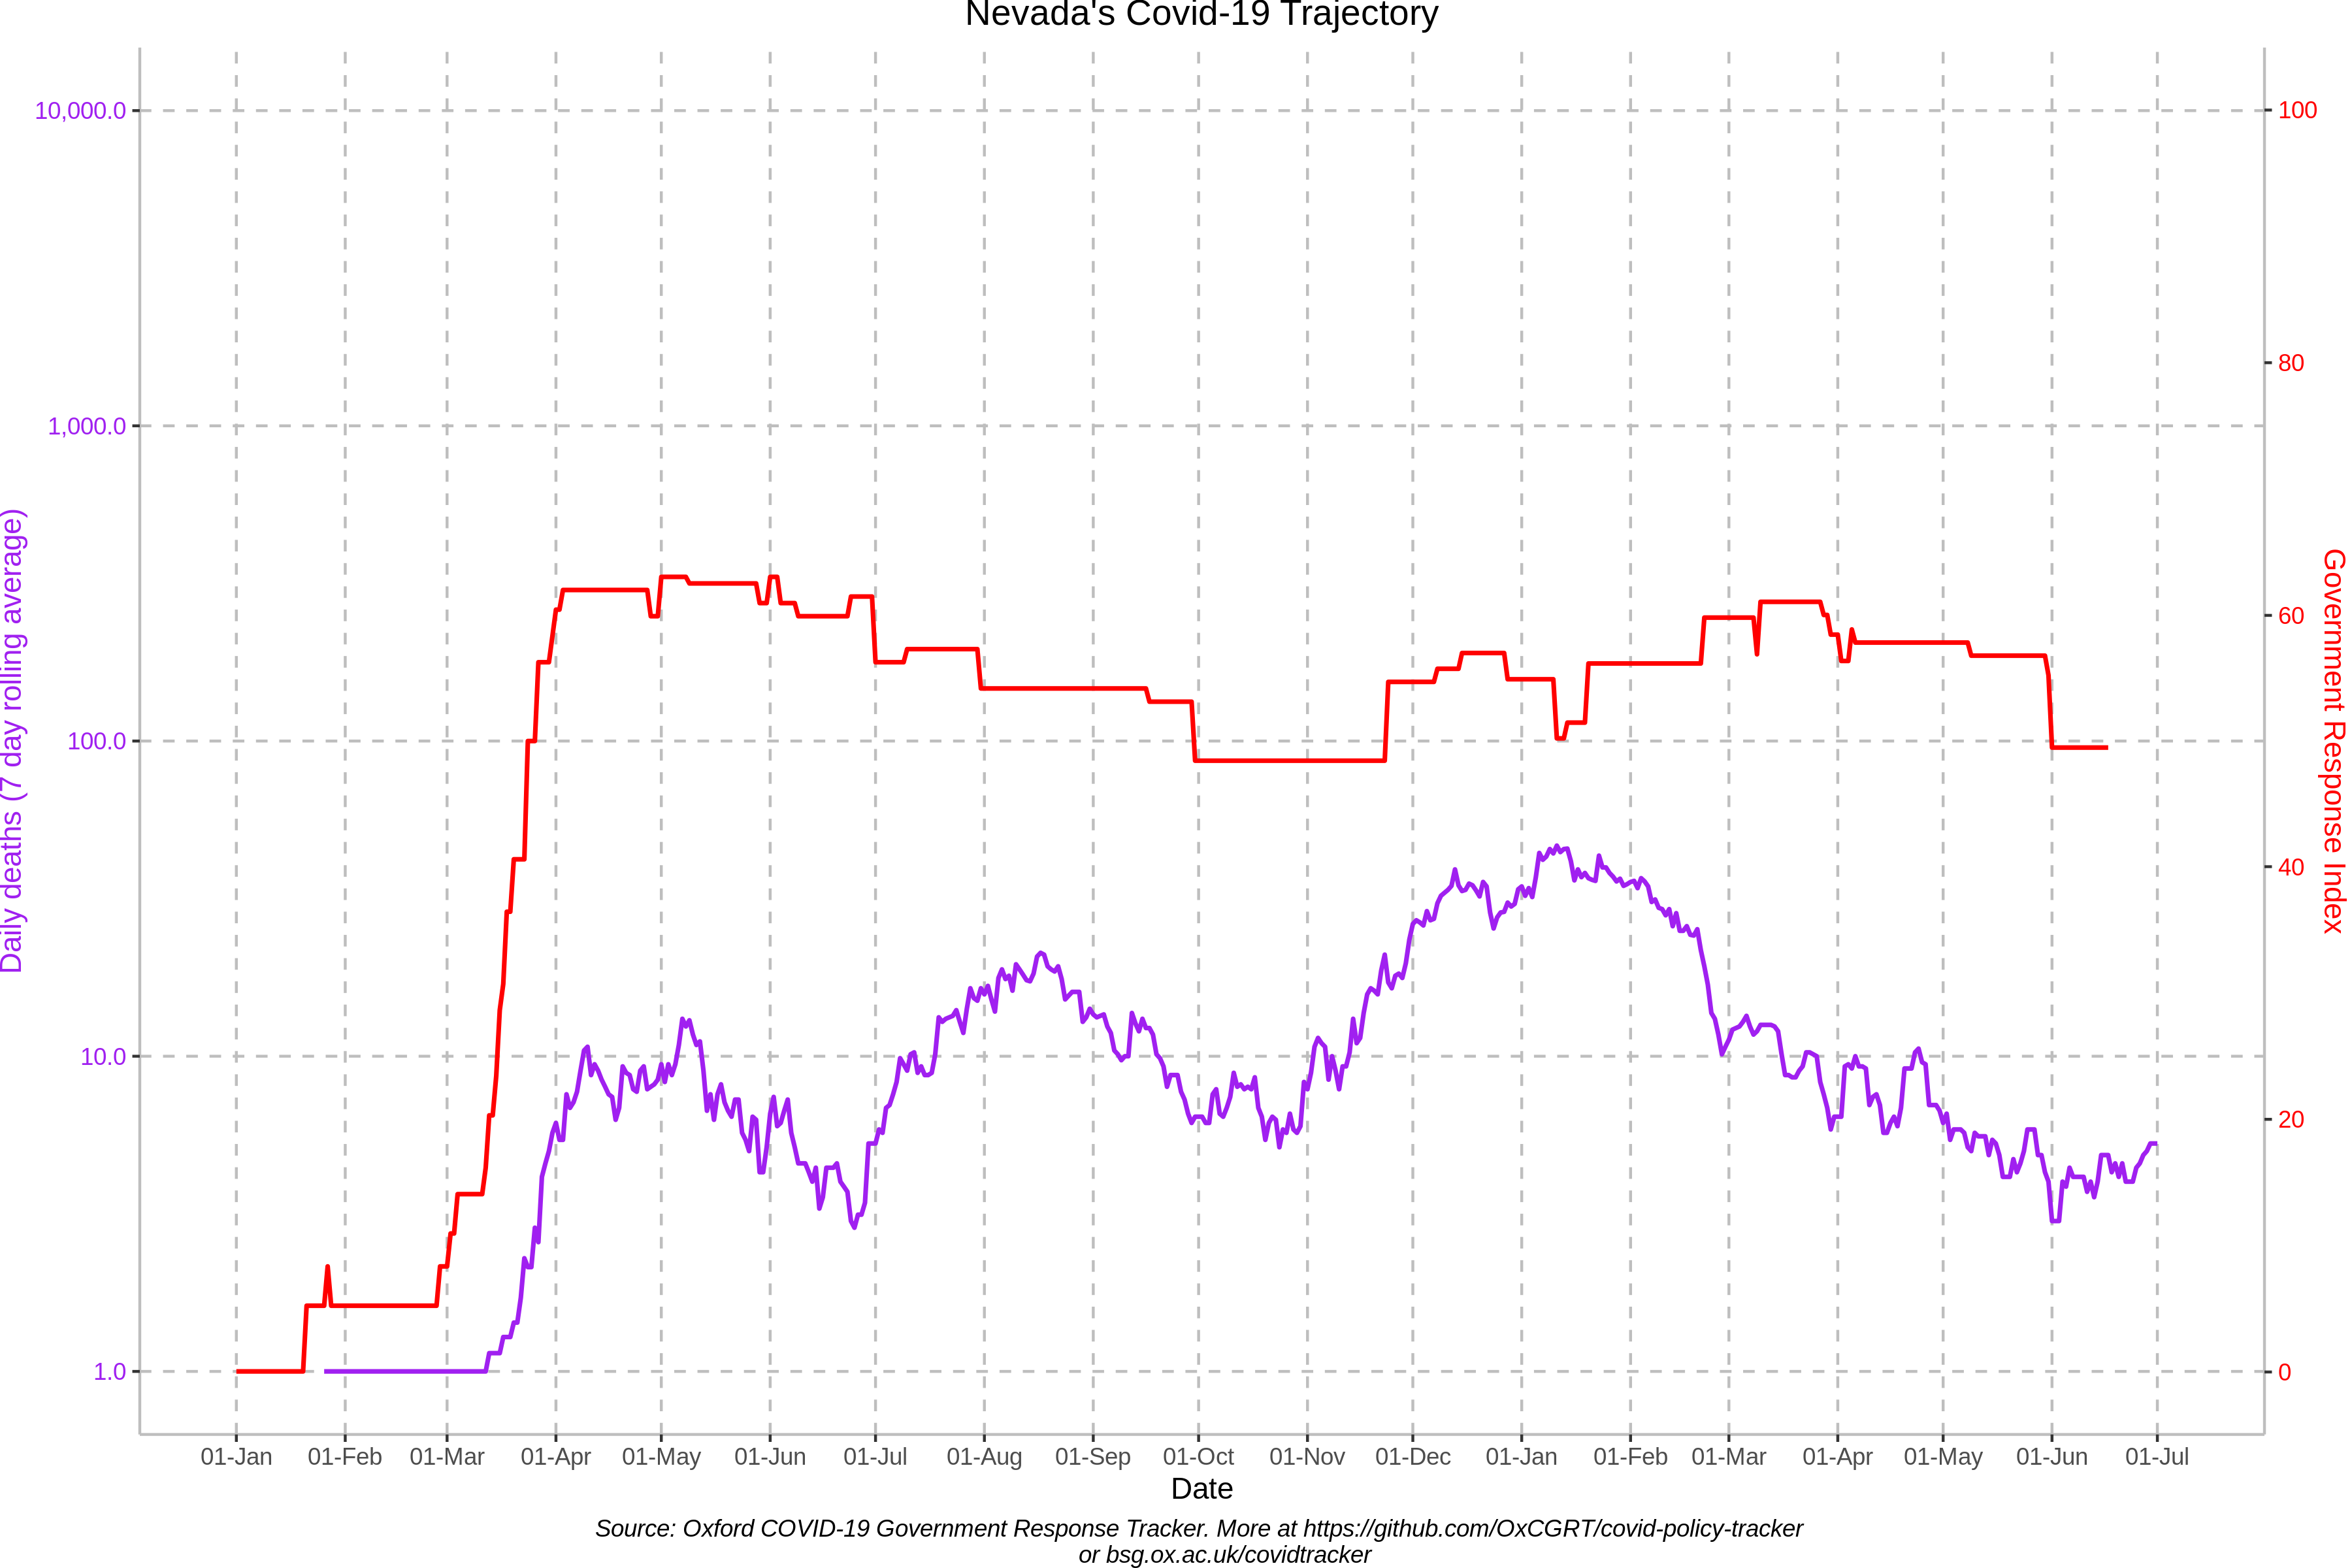 Nevada's Covid-19 Trajectory
10,000.0
1,000.0
100.0
10.0
1.0
Daily deaths (7 day rolling average)
100
80
60
40
20
0
Government Response Index
01-Jan 01-Feb 01-Mar 01-Apr 01-May 01-Jun 01-Jul 01-Aug 01-Sep 01-Oct 01-Nov 01-Dec 01-Jan 01-Feb 01-Mar 01-Apr 01-May 01-Jun 01-Jul
Date
Source: Oxford COVID-19 Government Response Tracker. More at https://github.com/OxCGRT/covid-policy-tracker
or bsg.ox.ac.uk/covidtracker